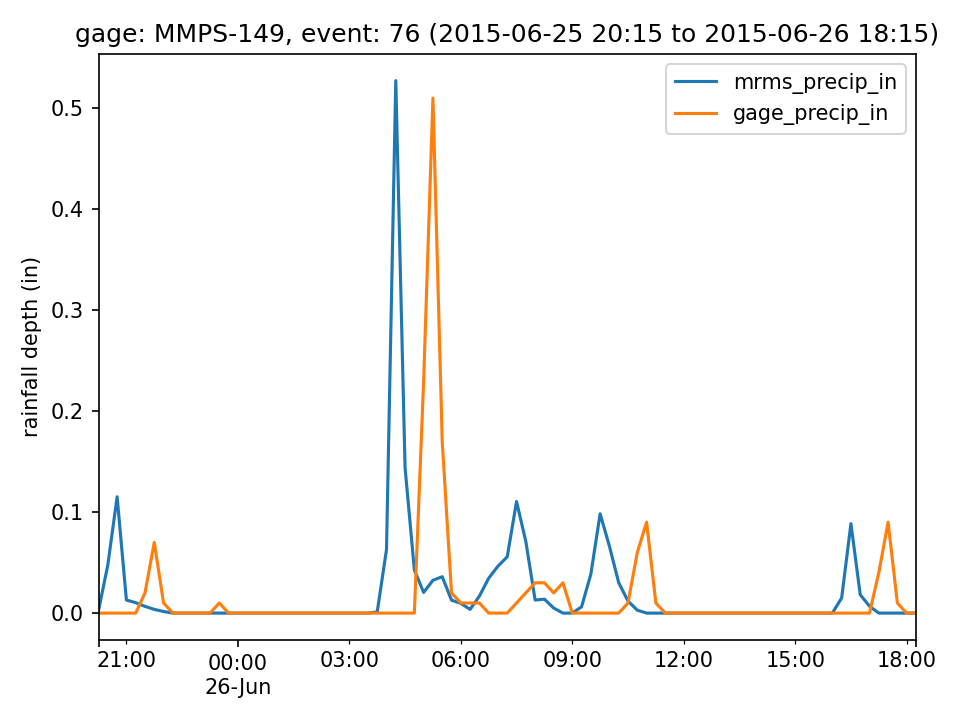 gage: MMPS-149, event: 76 (2015-06-25 20:15 to 2015-06-26 18:15)
mrms_precip_in
gage_precip_in
rainfall depth (in)
0.5
0.4
0.3
0.2
0.1
0.0
21:00 00:00 03:00 06:00 09:00 12:00 15:00 18:00
26-Jun